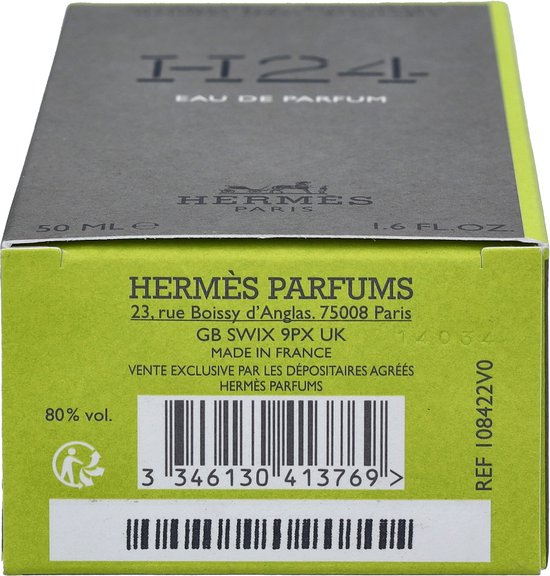 H24
EAU DE PARFUM
HERMÈS
PARIS
50 ML ℮ 1.6 FL.OZ.
HERMÈS PARFUMS
23, rue Boissy d'Anglas. 75008 Paris
GB SWIX 9PX UK
MADE IN FRANCE
VENTE EXCLUSIVE PAR LES DÉPOSITAIRES AGRÉÉS
HERMÈS PARFUMS
80% vol.
3 346130 413769 >
REF 108422V0